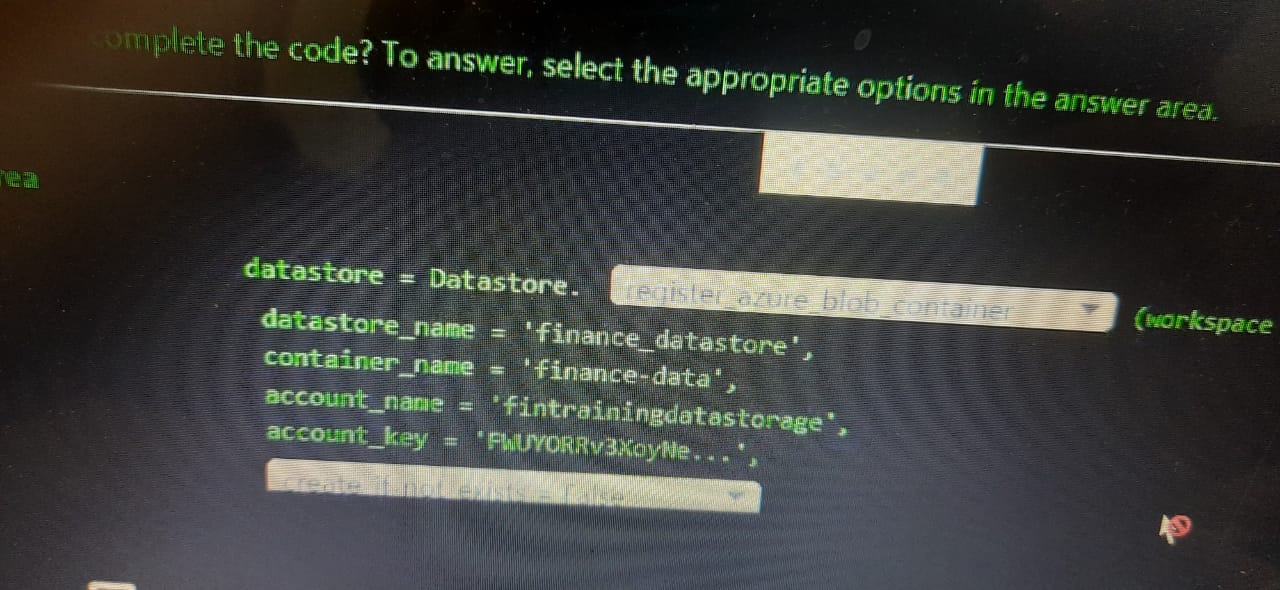 complete the code? To answer, select the appropriate options in the answer area.
rea
datastore = Datastore. register_azure_blob_container (workspace
datastore_name = 'finance_datastore',
container_name = 'finance-data',
account_name = 'fintrainingdatastorage',
account_key = 'FWUYORRv3XoyNe...',
create_if_not_exists = False